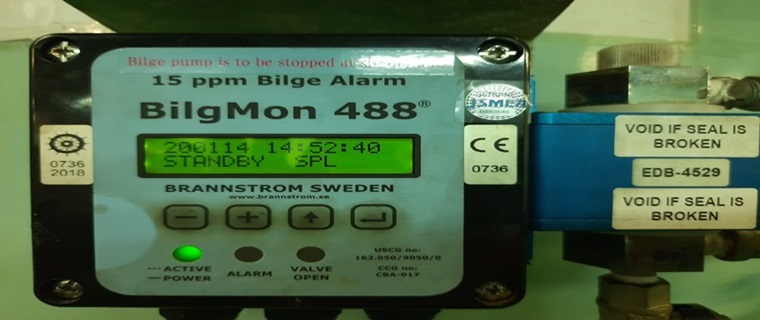 Bilge pump is to be stopped at
15 ppm Bilge Alarm
BilgMon 488®
200114 14:52:40
STANDBY SPL
0736
2018
CE
0736
BRANNSTROM SWEDEN
www.brannstrom.se
ACTIVE
POWER
ALARM
VALVE
OPEN
USCG no:
162.050/9050/0
CCG no:
CBA-017
VOID IF SEAL IS
BROKEN
EDB-4529
VOID IF SEAL IS
BROKEN